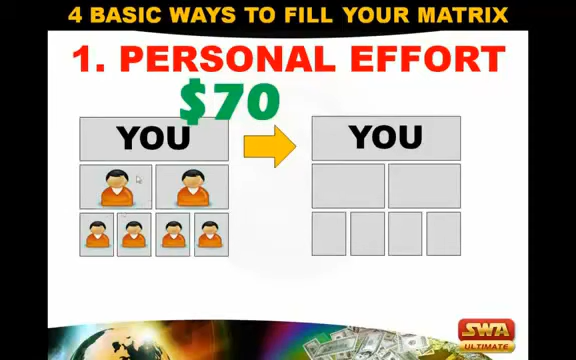 4 BASIC WAYS TO FILL YOUR MATRIX
1. PERSONAL EFFORT
$70
YOU
YOU
SWA
ULTIMATE